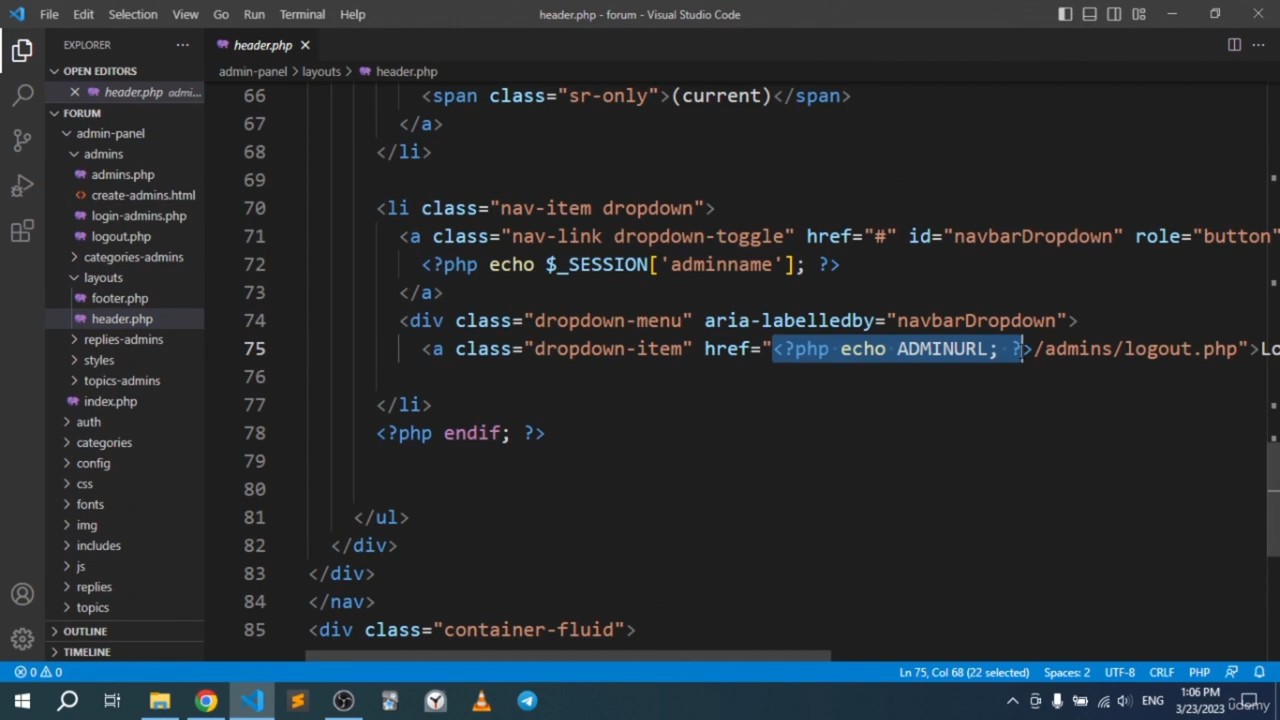 File Edit Selection View Go Run Terminal Help
header.php - forum - Visual Studio Code
EXPLORER
OPEN EDITORS
header.php admi...
FORUM
admin-panel
admins
admins.php
create-admins.html
login-admins.php
logout.php
categories-admins
layouts
footer.php
header.php
replies-admins
styles
topics-admins
index.php
auth
categories
config
css
fonts
img
includes
js
replies
topics
OUTLINE
TIMELINE
header.php
admin-panel > layouts > header.php
66 <span class="sr-only">(current)</span>
67 </a>
68 </li>
69
70 <li class="nav-item dropdown">
71 <a class="nav-link dropdown-toggle" href="#" id="navbarDropdown" role="button"
72 <?php echo $_SESSION['adminname']; ?>
73 </a>
74 <div class="dropdown-menu" aria-labelledby="navbarDropdown">
75 <a class="dropdown-item" href="<?php echo ADMINURL; ?>/admins/logout.php">Lo
76
77 </li>
78 <?php endif; ?>
79
80
81 </ul>
82 </div>
83 </div>
84 </nav>
85 <div class="container-fluid">
0 0 Ln 75, Col 68 (22 selected) Spaces: 2 UTF-8 CRLF PHP
ENG 1:06 PM
3/23/2023
udemy